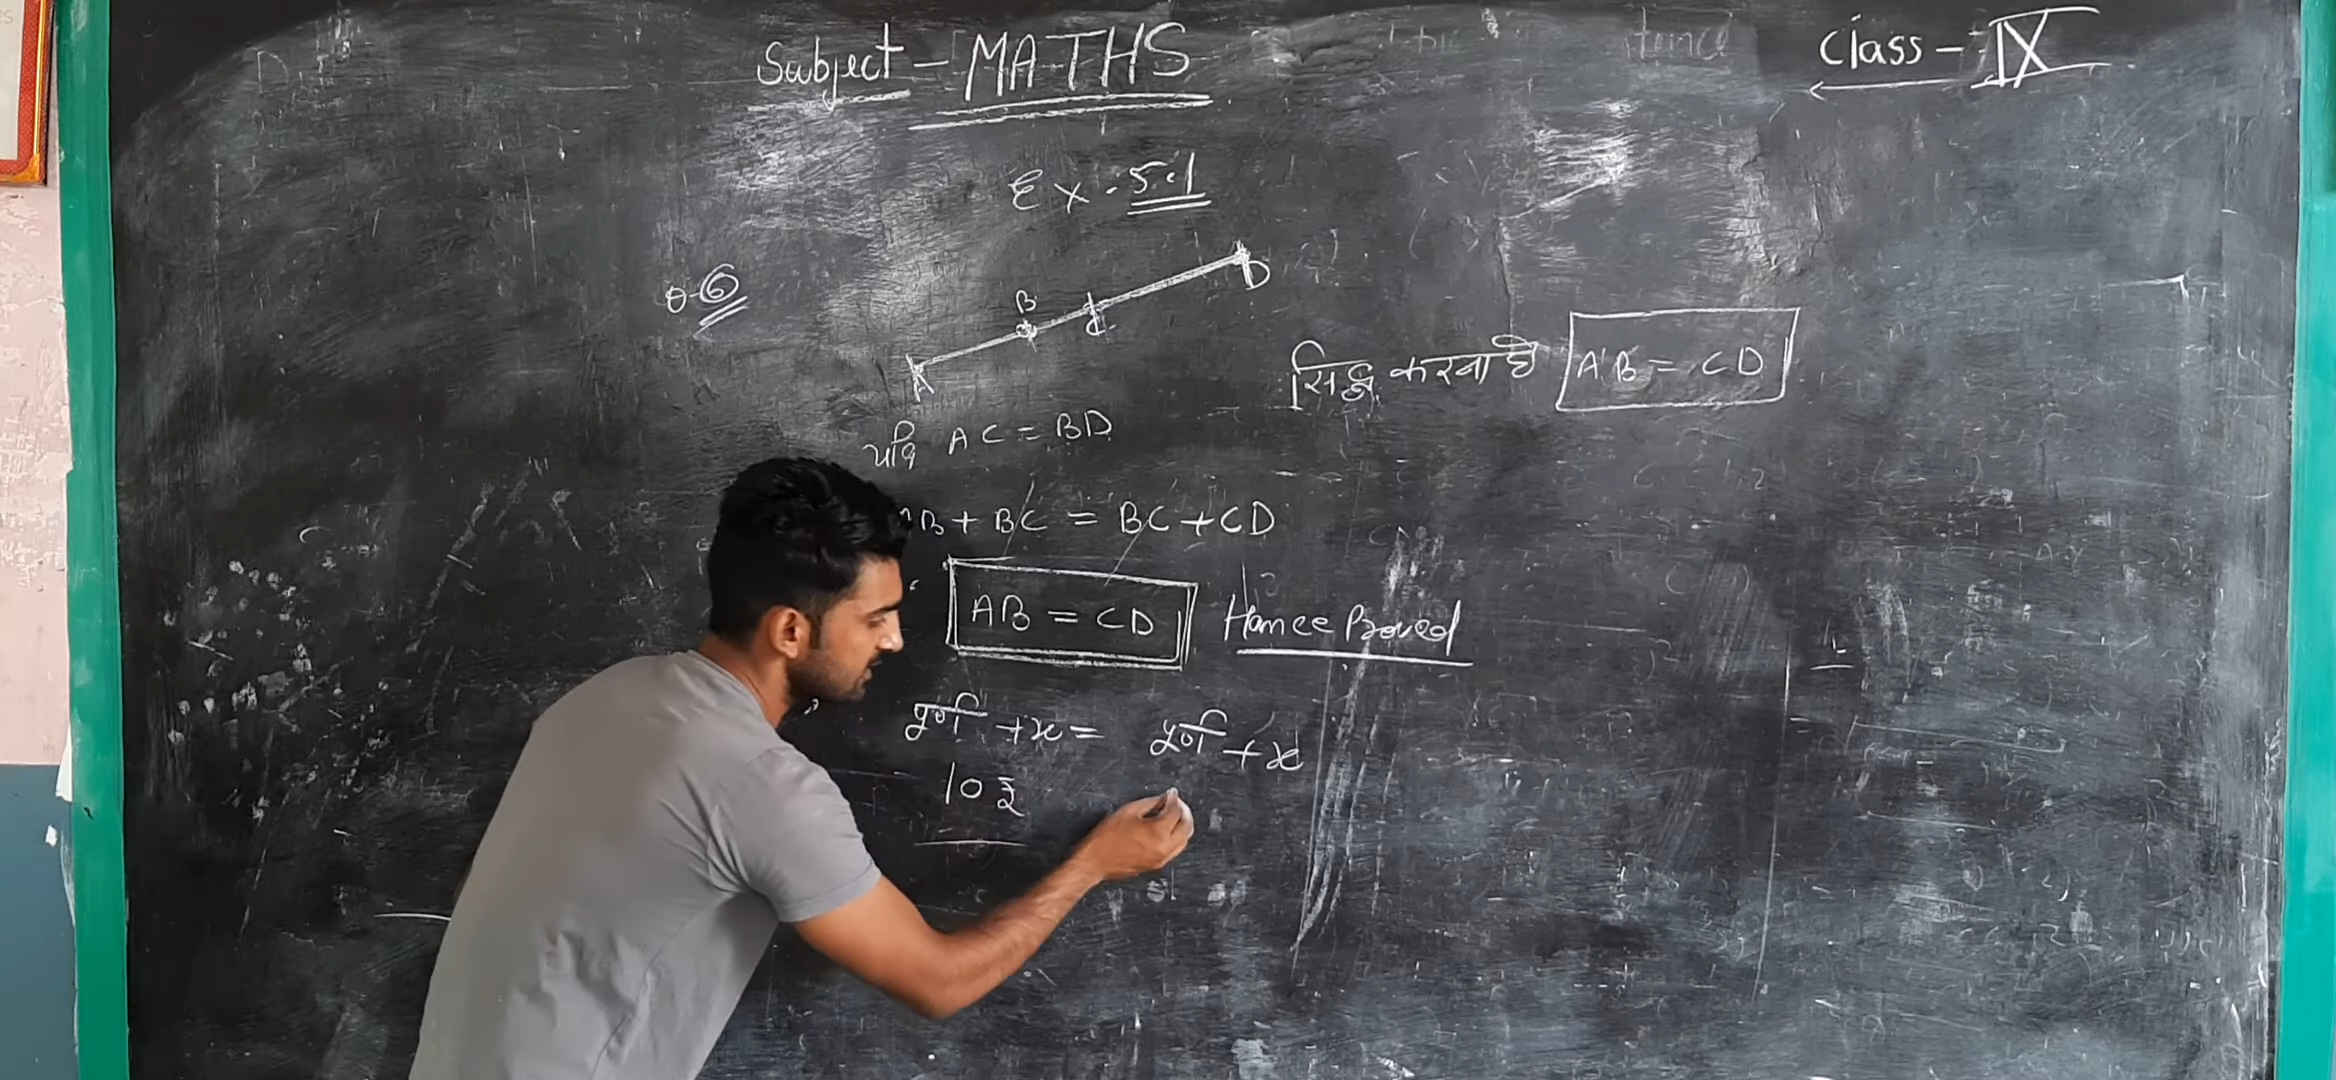 Subject - MATHS
Class - IX
Ex. 5.1
Q-6
A B C D
सिद्ध करना है AB = CD
यदि AC = BD
AB + BC = BC + CD
AB = CD Hence Proved
पूर्ण + x = पूर्ण + x
10 ₹